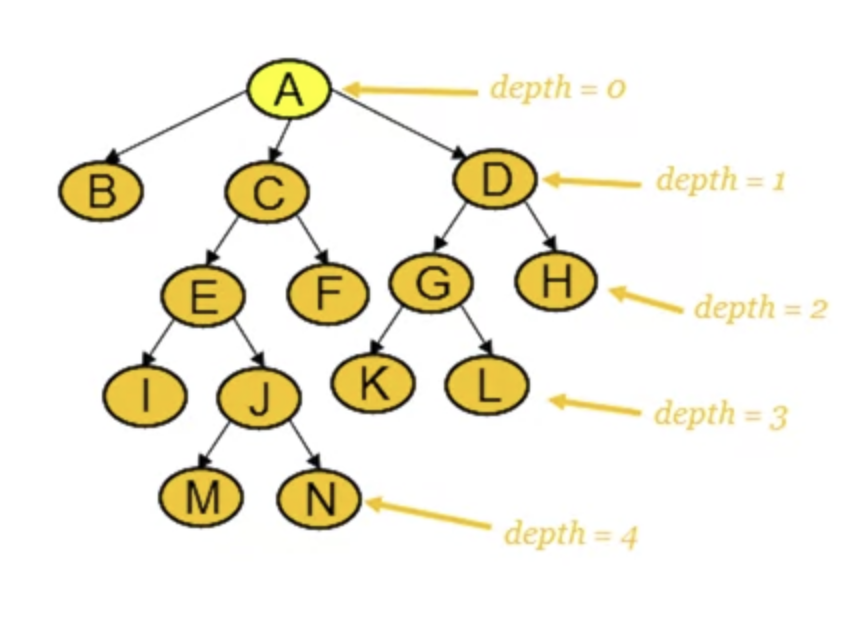 A
depth = 0
B
C
D
depth = 1
E
F
G
H
depth = 2
I
J
K
L
depth = 3
M
N
depth = 4